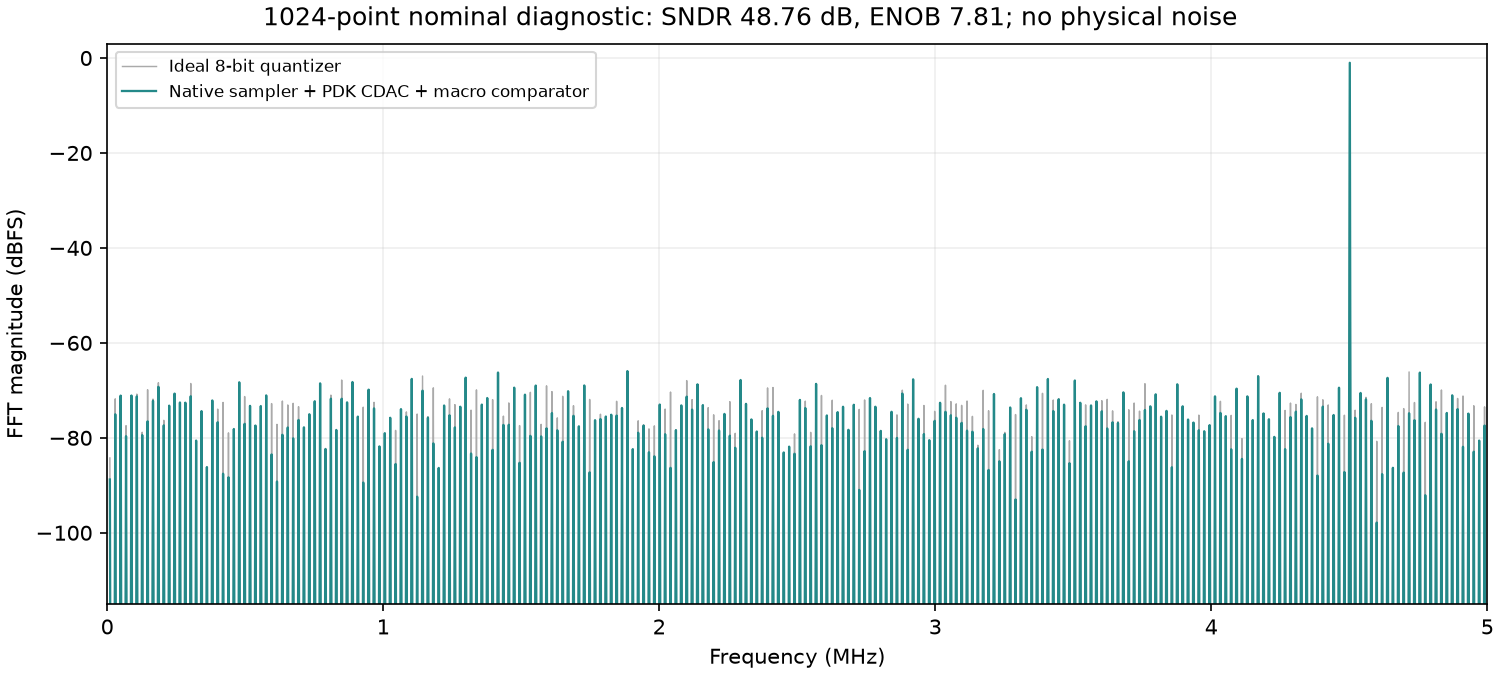 1024-point nominal diagnostic: SNDR 48.76 dB, ENOB 7.81; no physical noise
Ideal 8-bit quantizer
Native sampler + PDK CDAC + macro comparator
FFT magnitude (dBFS)
0
−20
−40
−60
−80
−100
0 1 2 3 4 5
Frequency (MHz)